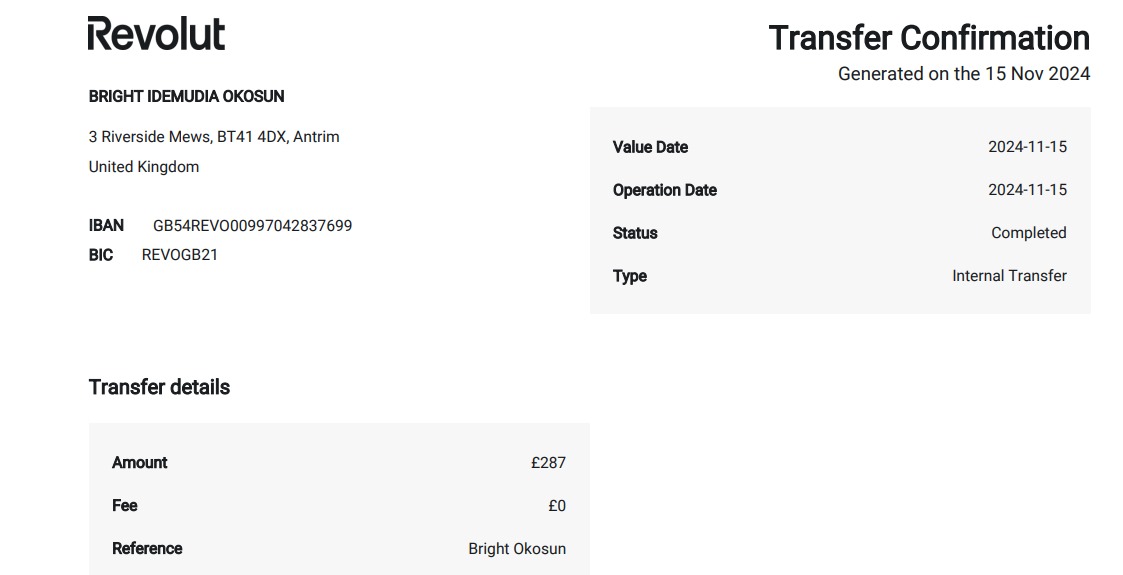 Revolut
Transfer Confirmation
Generated on the 15 Nov 2024
BRIGHT IDEMUDIA OKOSUN
3 Riverside Mews, BT41 4DX, Antrim
United Kingdom
IBAN GB54REVO00997042837699
BIC REVOGB21
Value Date 2024-11-15
Operation Date 2024-11-15
Status Completed
Type Internal Transfer
Transfer details
Amount £287
Fee £0
Reference Bright Okosun